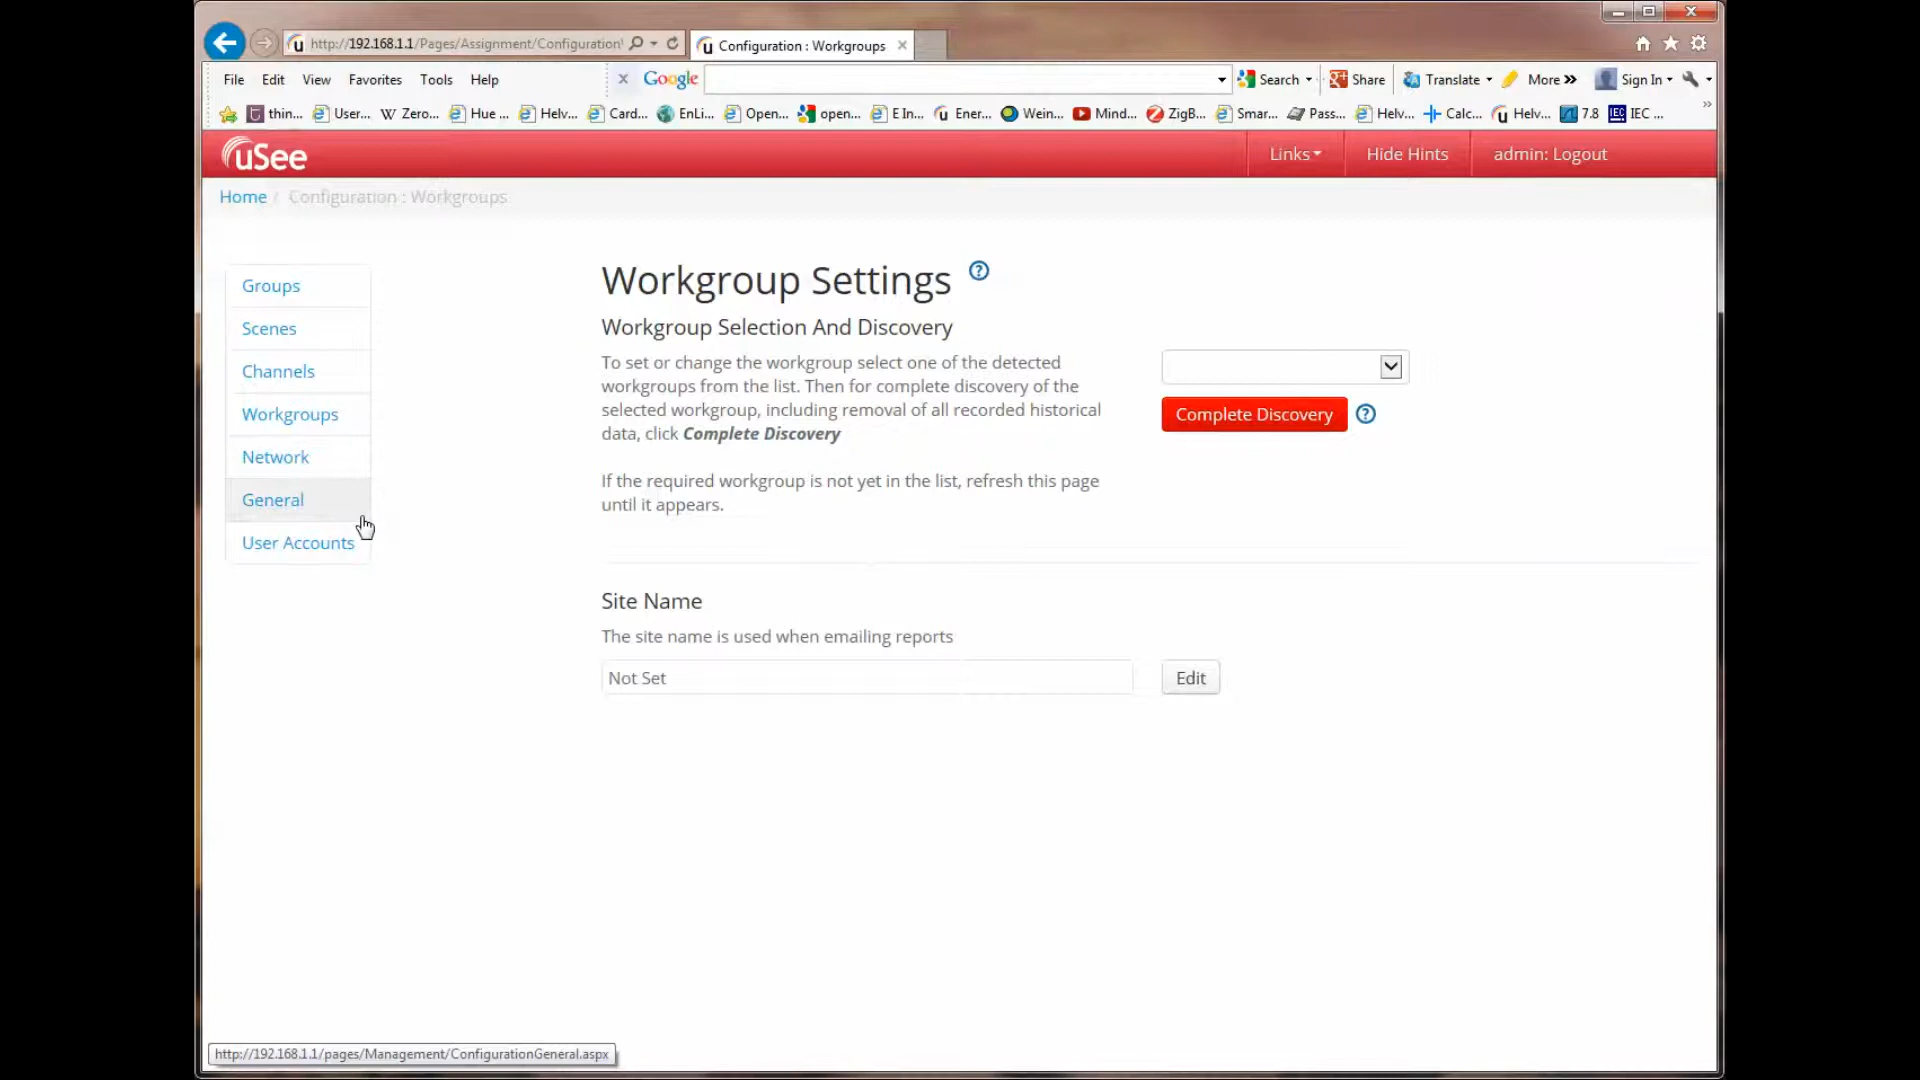 http://192.168.1.1/Pages/Assignment/Configuration
Configuration : Workgroups
File Edit View Favorites Tools Help
Google
Search Share Translate More » Sign In
thin... User... Zero... Hue ... Helv... Card... EnLi... Open... open... E In... Ener... Wein... Mind... ZigB... Smar... Pass... Helv... Calc... Helv... 7.8 IEC IEC ...
uSee
Links Hide Hints admin: Logout
Home / Configuration : Workgroups
Groups
Scenes
Channels
Workgroups
Network
General
User Accounts
Workgroup Settings ?
Workgroup Selection And Discovery
To set or change the workgroup select one of the detected
workgroups from the list. Then for complete discovery of the
selected workgroup, including removal of all recorded historical
data, click Complete Discovery
Complete Discovery ?
If the required workgroup is not yet in the list, refresh this page
until it appears.
Site Name
The site name is used when emailing reports
Not Set
Edit
http://192.168.1.1/pages/Management/ConfigurationGeneral.aspx